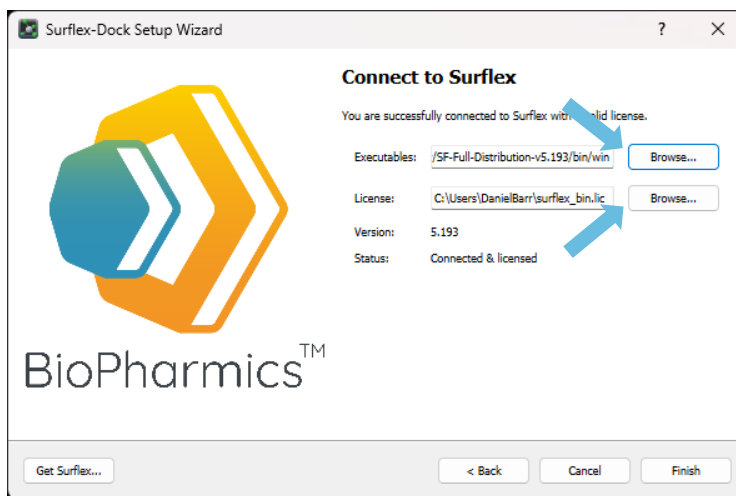 Surflex-Dock Setup Wizard ?
Connect to Surflex
You are successfully connected to Surflex with lid license.
Executables: :/SF-Full-Distribution-v5.193/bin/win Browse...
License: C:\Users\DanielBarr\surflex_bin.lic Browse...
Version: 5.193
Status: Connected & licensed
BioPharmics™
Get Surflex... < Back Cancel Finish